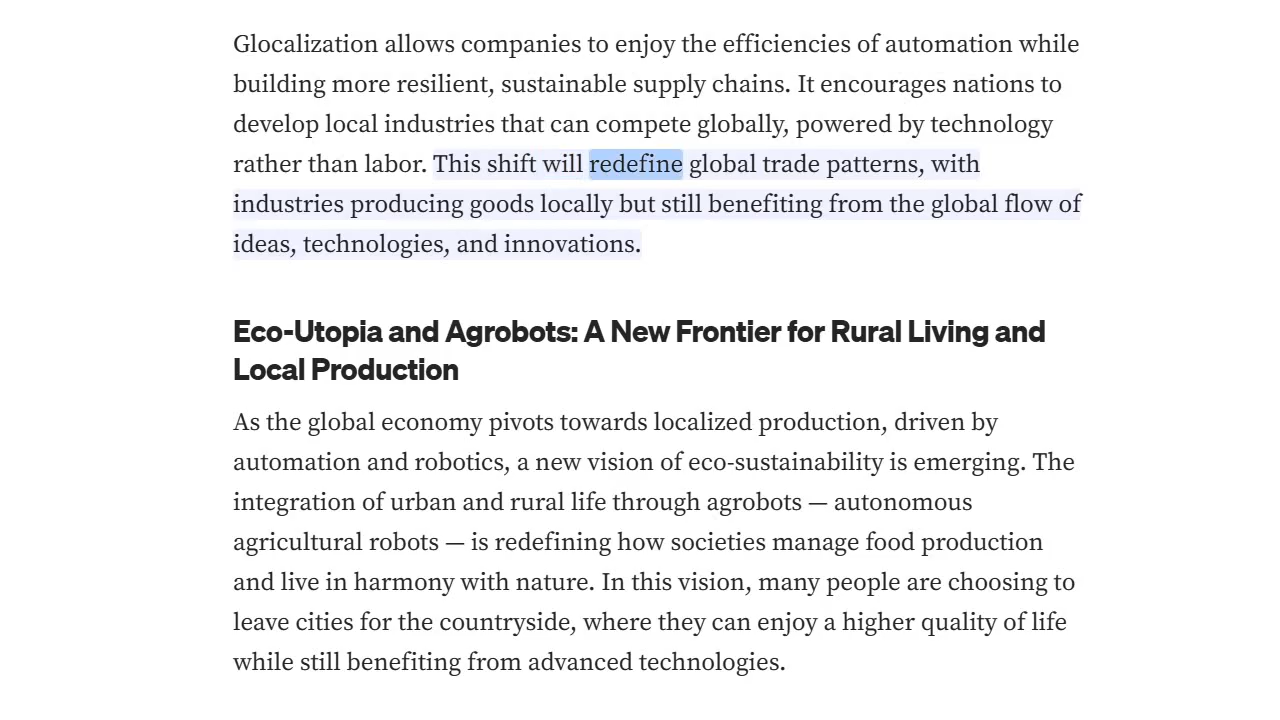 Glocalization allows companies to enjoy the efficiencies of automation while
building more resilient, sustainable supply chains. It encourages nations to
develop local industries that can compete globally, powered by technology
rather than labor. This shift will redefine global trade patterns, with
industries producing goods locally but still benefiting from the global flow of
ideas, technologies, and innovations.
Eco-Utopia and Agrobots: A New Frontier for Rural Living and
Local Production
As the global economy pivots towards localized production, driven by
automation and robotics, a new vision of eco-sustainability is emerging. The
integration of urban and rural life through agrobots — autonomous
agricultural robots — is redefining how societies manage food production
and live in harmony with nature. In this vision, many people are choosing to
leave cities for the countryside, where they can enjoy a higher quality of life
while still benefiting from advanced technologies.